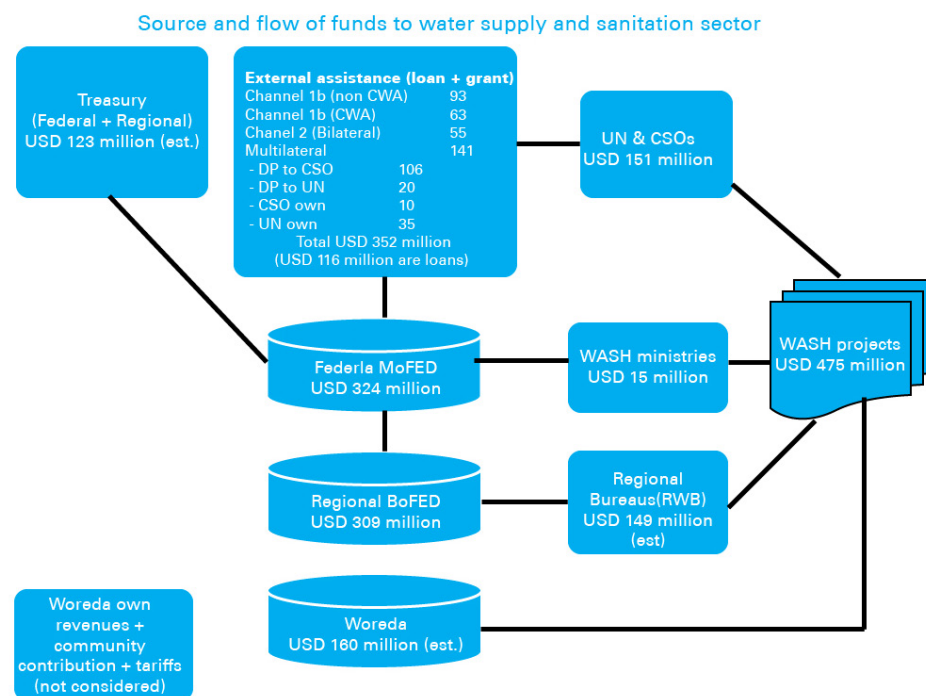 Source and flow of funds to water supply and sanitation sector
Treasury
(Federal + Regional)
USD 123 million (est.)
External assistance (loan + grant)
Channel 1b (non CWA) 93
Channel 1b (CWA) 63
Chanel 2 (Bilateral) 55
Multilateral 141
- DP to CSO 106
- DP to UN 20
- CSO own 10
- UN own 35
Total USD 352 million
(USD 116 million are loans)
UN & CSOs
USD 151 million
Federla MoFED
USD 324 million
WASH ministries
USD 15 million
WASH projects
USD 475 million
Regional BoFED
USD 309 million
Regional
Bureaus(RWB)
USD 149 million
(est)
Woreda
USD 160 million (est.)
Woreda own
revenues +
community
contribution + tariffs
(not considered)